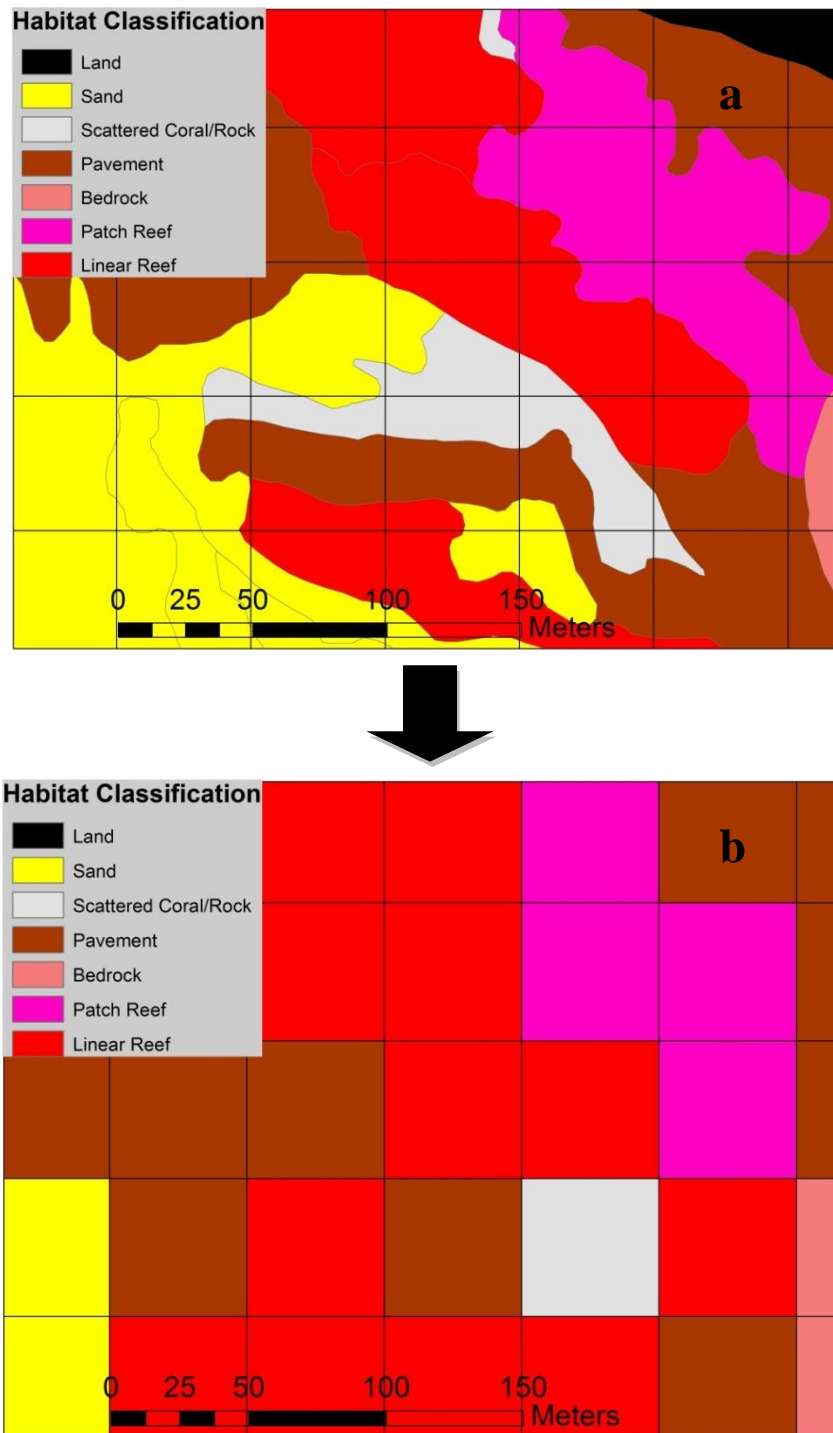 Habitat Classification
Land
Sand
Scattered Coral/Rock
Pavement
Bedrock
Patch Reef
Linear Reef
a
0 25 50 100 150
Meters
Habitat Classification
Land
Sand
Scattered Coral/Rock
Pavement
Bedrock
Patch Reef
Linear Reef
b
0 25 50 100 150
Meters